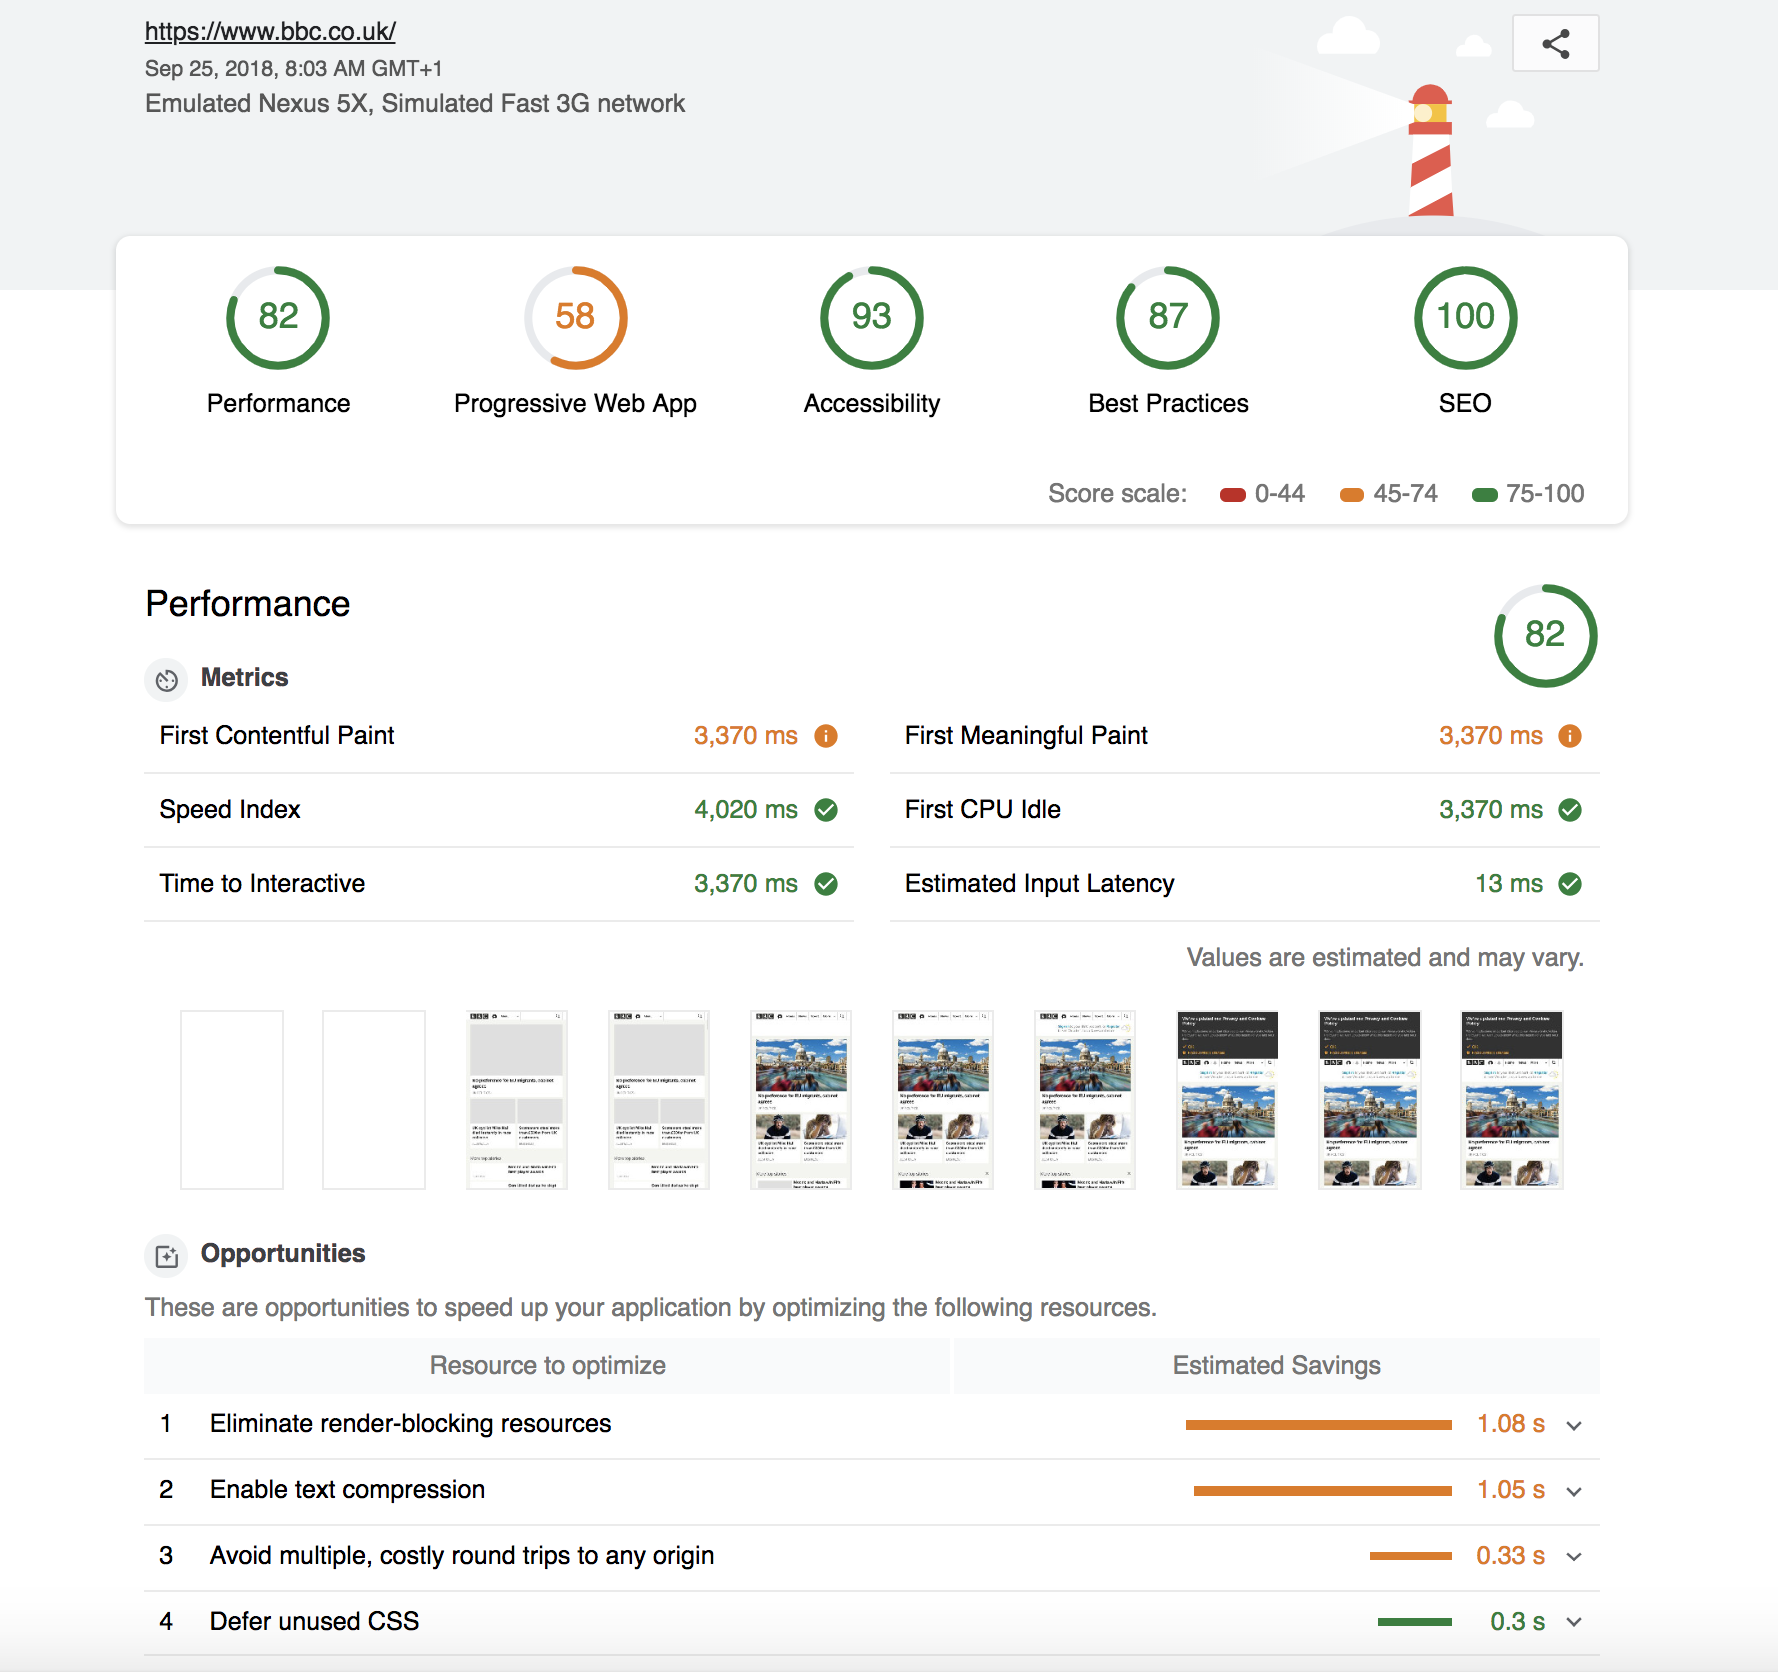 https://www.bbc.co.uk/
Sep 25, 2018, 8:03 AM GMT+1
Emulated Nexus 5X, Simulated Fast 3G network
82 58 93 87 100
Performance Progressive Web App Accessibility Best Practices SEO
Score scale: 0-44 45-74 75-100
Performance
82
Metrics
First Contentful Paint 3,370 ms First Meaningful Paint 3,370 ms
Speed Index 4,020 ms First CPU Idle 3,370 ms
Time to Interactive 3,370 ms Estimated Input Latency 13 ms
Values are estimated and may vary.
Opportunities
These are opportunities to speed up your application by optimizing the following resources.
Resource to optimize Estimated Savings
1 Eliminate render-blocking resources 1.08 s
2 Enable text compression 1.05 s
3 Avoid multiple, costly round trips to any origin 0.33 s
4 Defer unused CSS 0.3 s